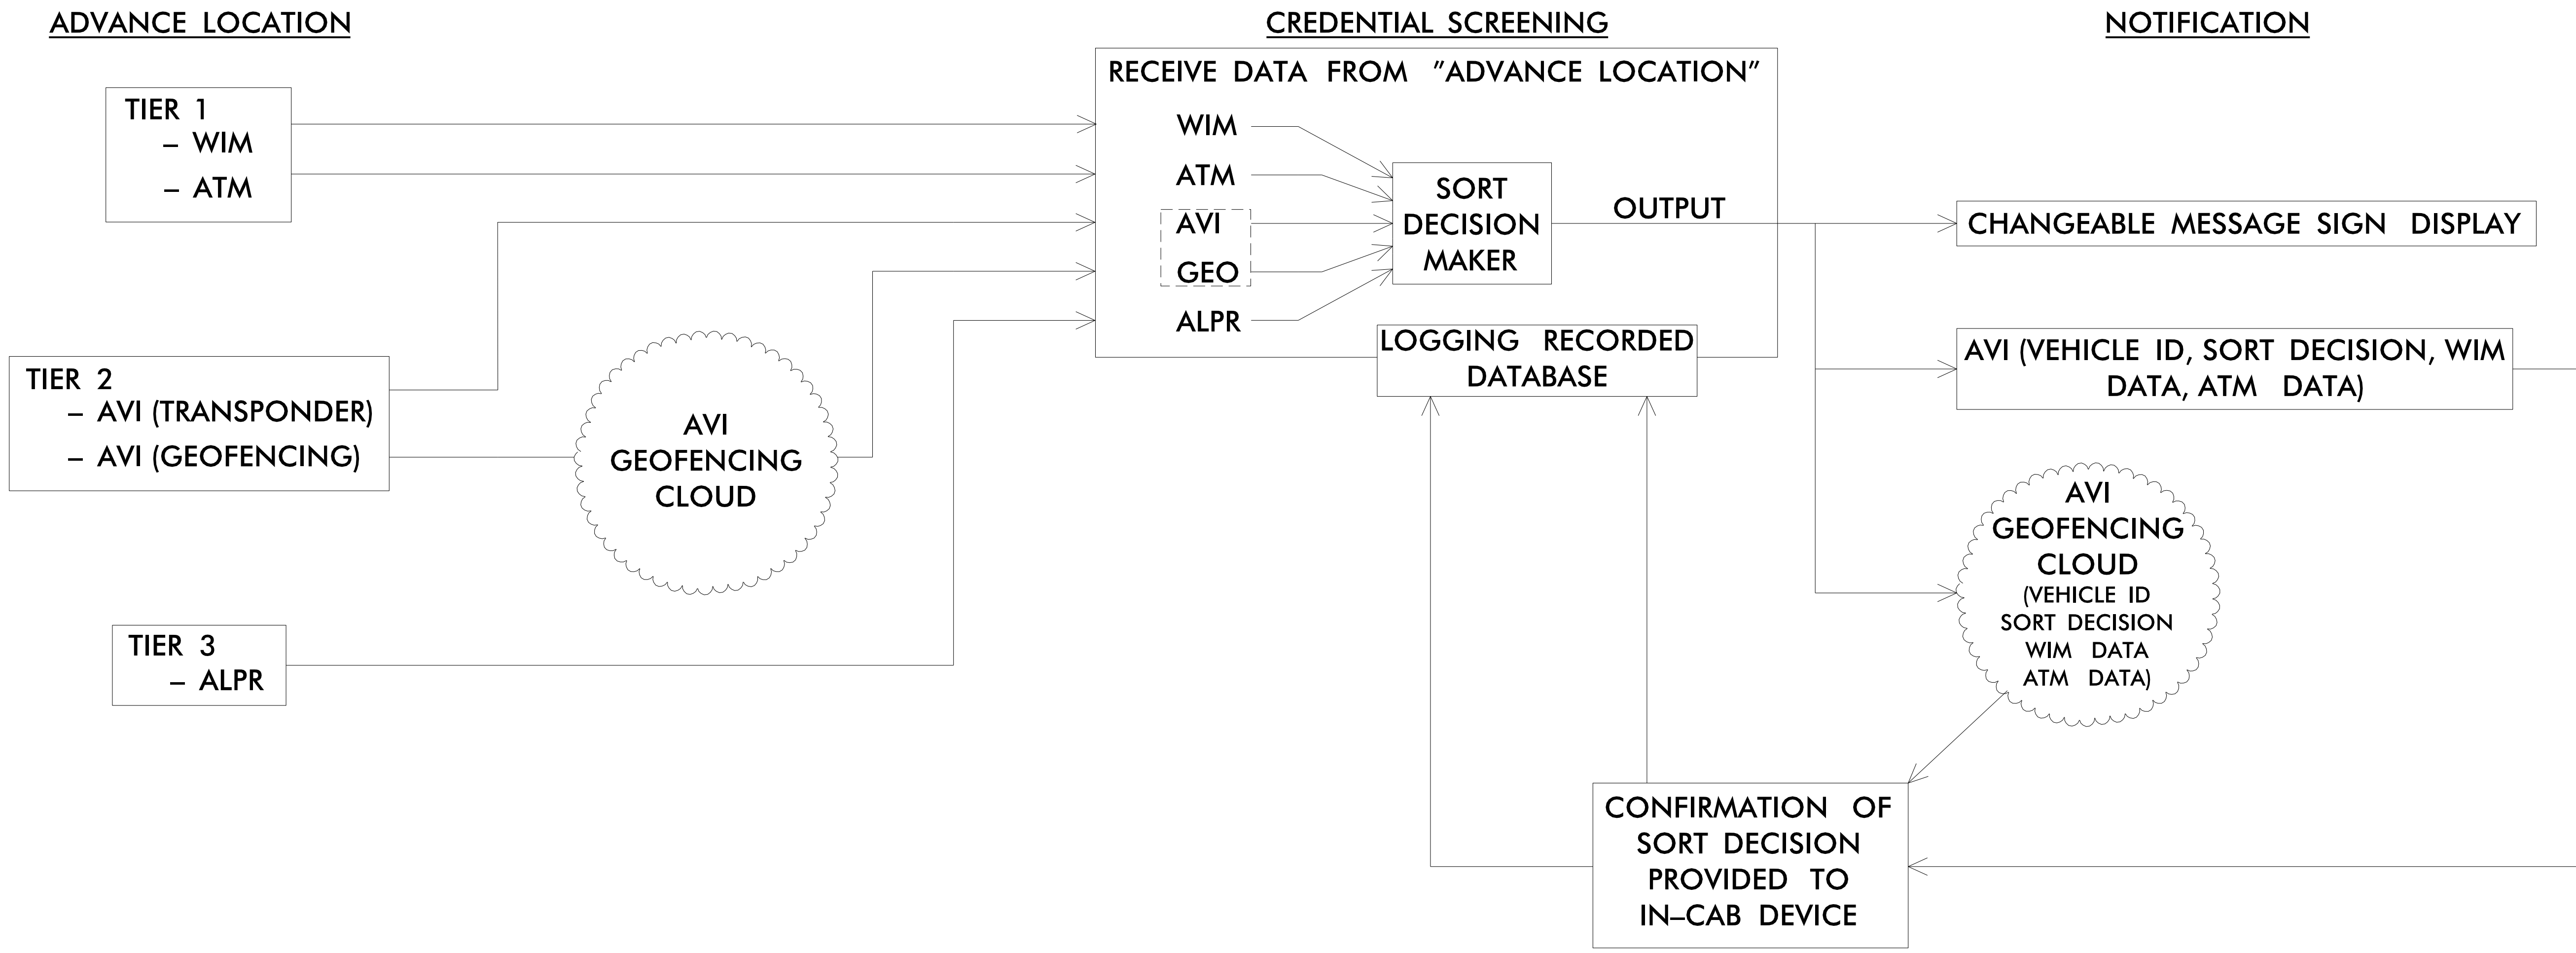 ADVANCE LOCATION
TIER 1
– WIM
– ATM
TIER 2
– AVI (TRANSPONDER)
– AVI (GEOFENCING)
TIER 3
– ALPR
AVI
GEOFENCING
CLOUD
CREDENTIAL SCREENING
RECEIVE DATA FROM "ADVANCE LOCATION"
WIM
ATM
AVI
GEO
ALPR
SORT
DECISION
MAKER
OUTPUT
LOGGING RECORDED
DATABASE
NOTIFICATION
CHANGEABLE MESSAGE SIGN DISPLAY
AVI (VEHICLE ID, SORT DECISION, WIM
DATA, ATM DATA)
AVI
GEOFENCING
CLOUD
(VEHICLE ID
SORT DECISION
WIM DATA
ATM DATA)
CONFIRMATION OF
SORT DECISION
PROVIDED TO
IN–CAB DEVICE